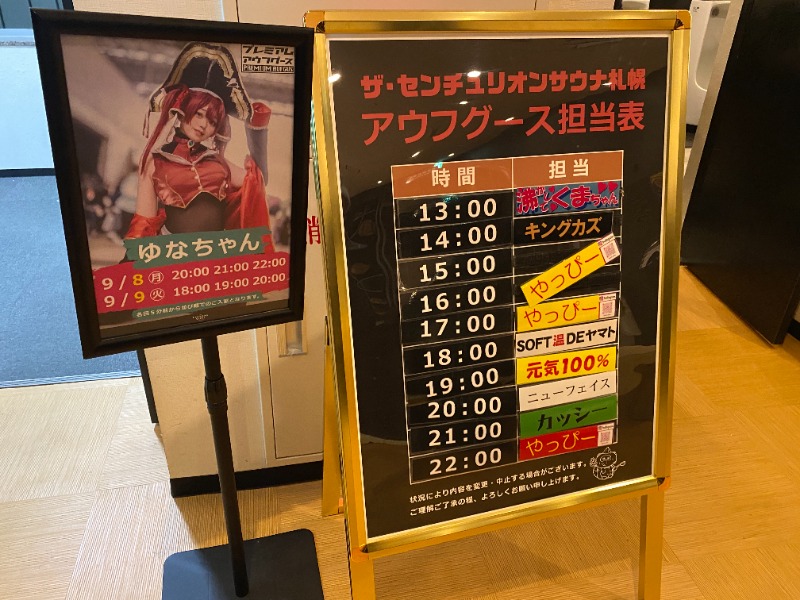 プレミアム
アウフグース
PREMIUM AUFGUSS
ゆなちゃん
9/8(月) 20:00 21:00 22:00
9/9(火) 18:00 19:00 20:00
ザ・センチュリオンサウナ札幌
アウフグース担当表
時間 担当
13:00 沸いてくまちゃん
14:00 キングカズ
15:00
やっぴー
16:00
17:00 やっぴー
18:00 SOFT温DEヤマト
19:00 元気100%
20:00 ニューフェイス
21:00 カッシー
22:00 やっぴー
状況により内容を変更・中止する場合がございます。
ご理解ご了承の様、よろしくお願い申し上げます。